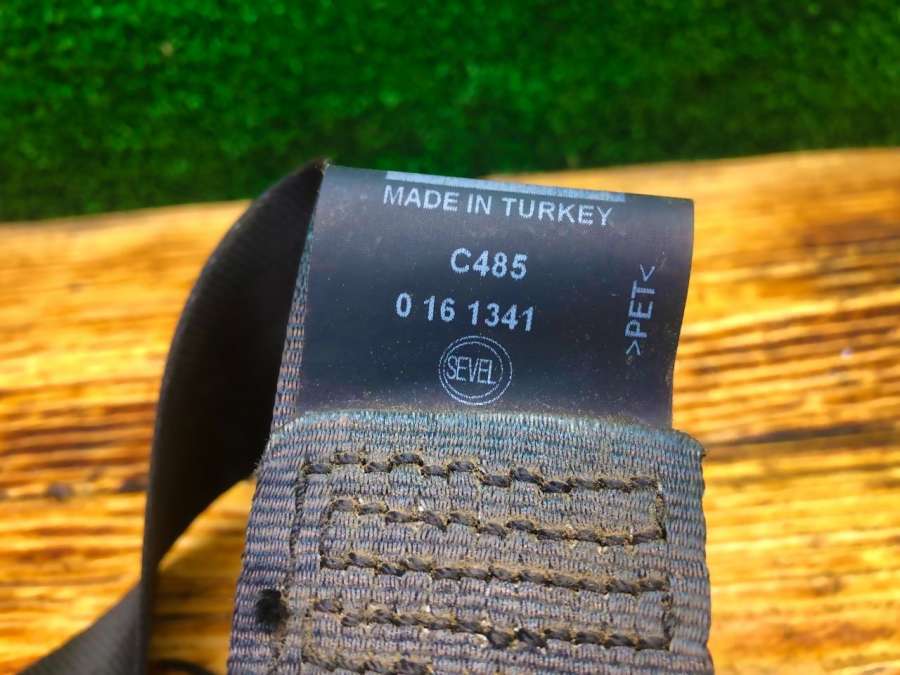 MADE IN TURKEY
C485
0 16 1341
>PET<
SEVEL